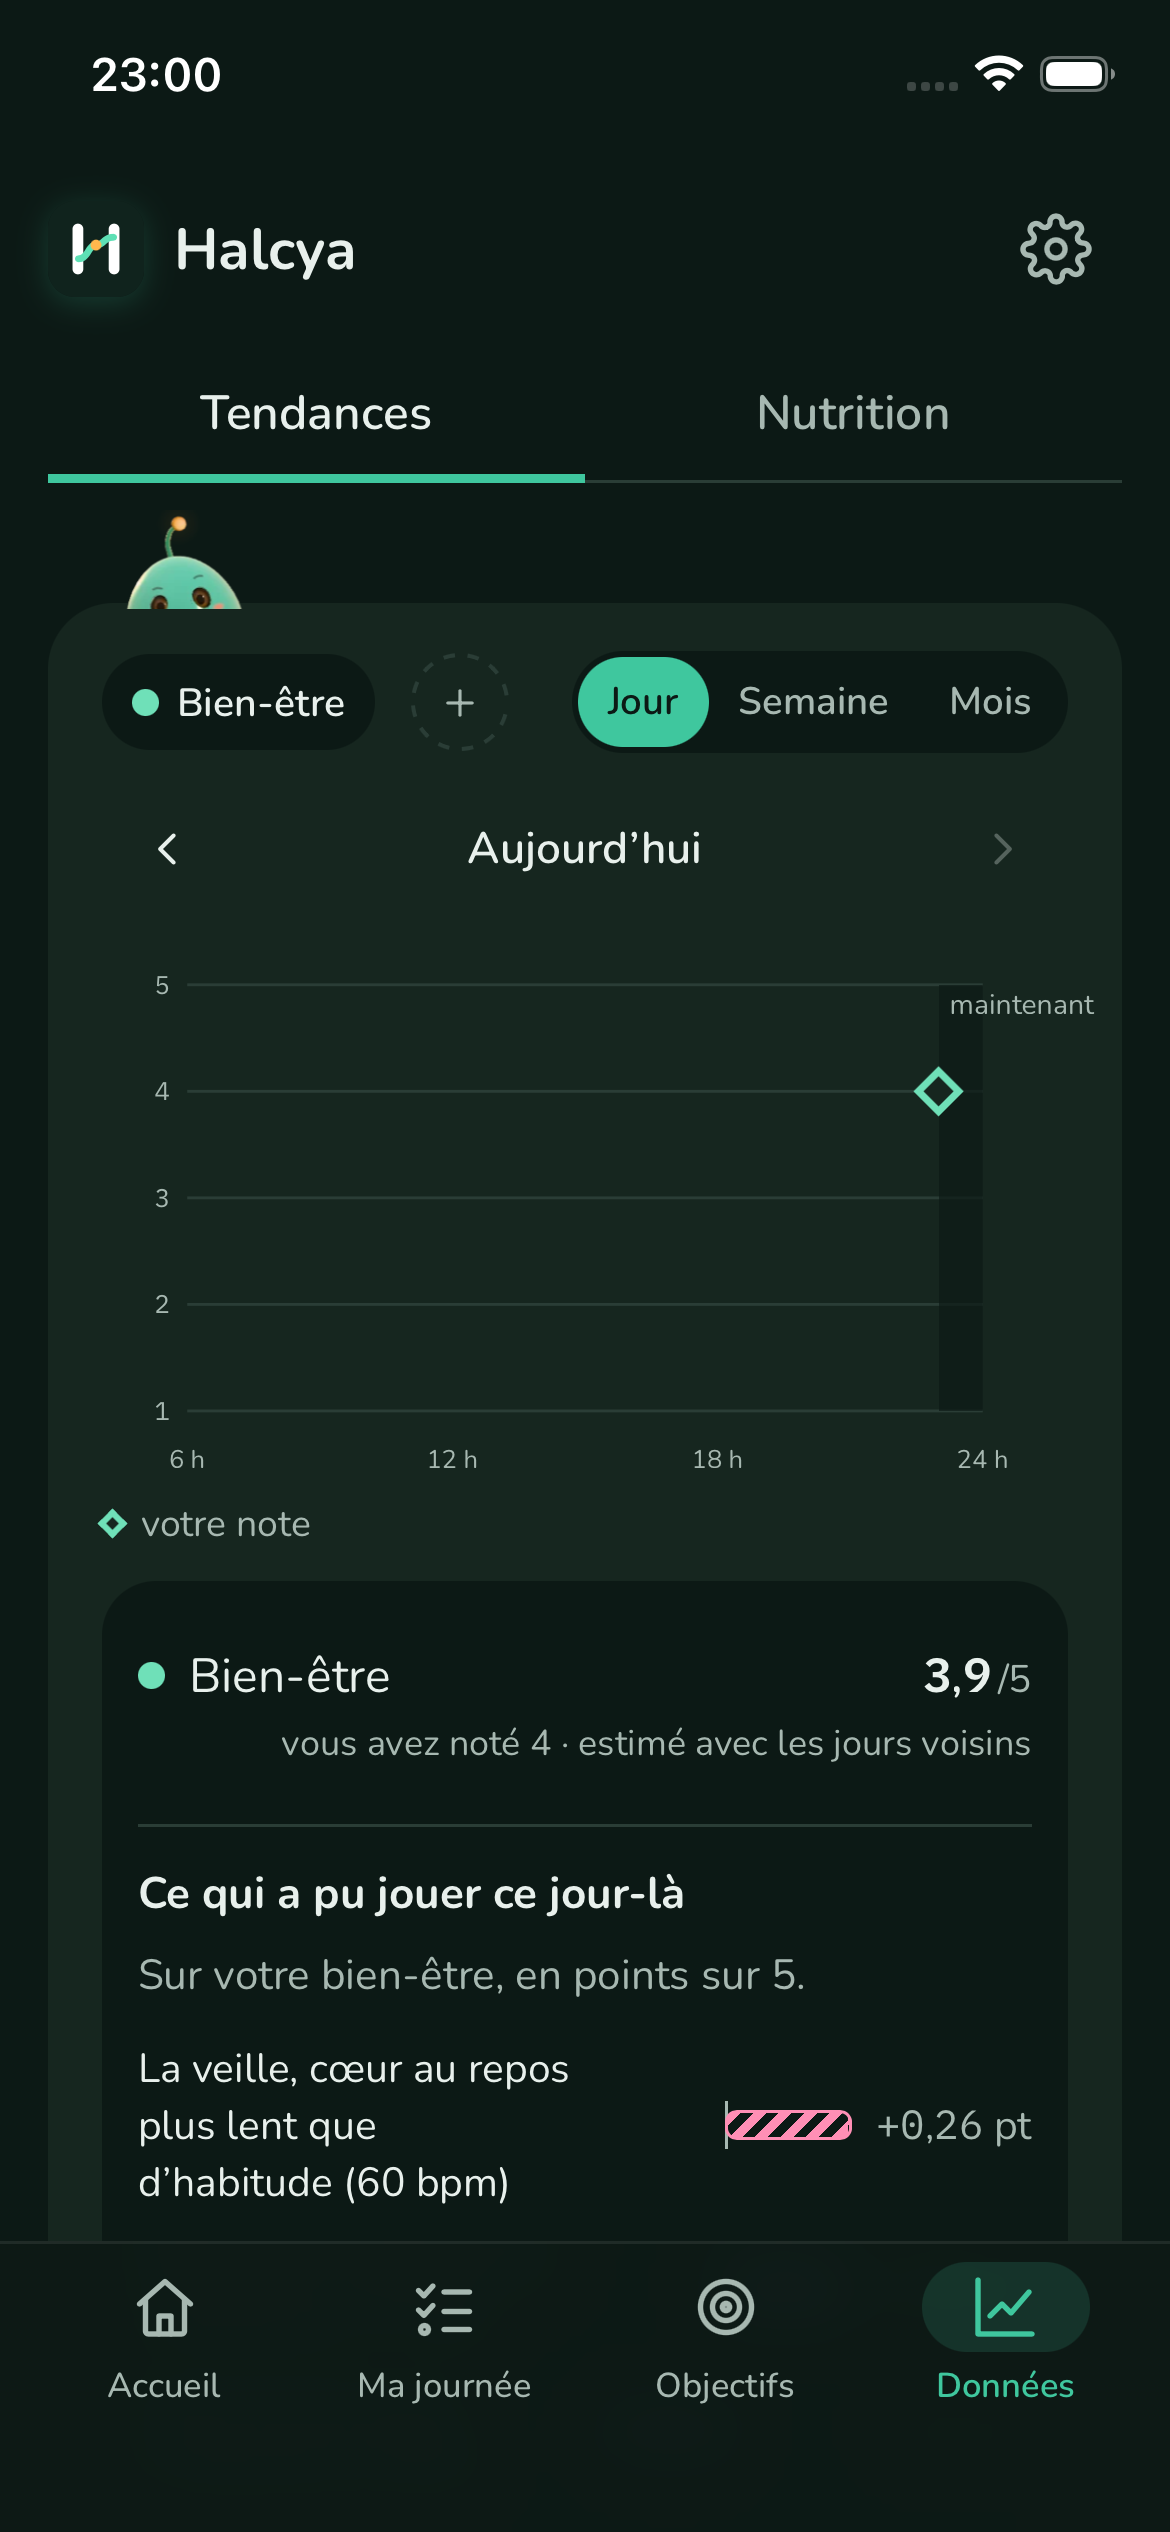 23:00
Halcya
Tendances
Nutrition
Bien-être
+
Jour
Semaine
Mois
Aujourd’hui
5
maintenant
4
3
2
1
6 h
12 h
18 h
24 h
votre note
Bien-être
3,9/5
vous avez noté 4 · estimé avec les jours voisins
Ce qui a pu jouer ce jour-là
Sur votre bien-être, en points sur 5.
La veille, cœur au repos
plus lent que
d’habitude (60 bpm)
+0,26 pt
Accueil
Ma journée
Objectifs
Données